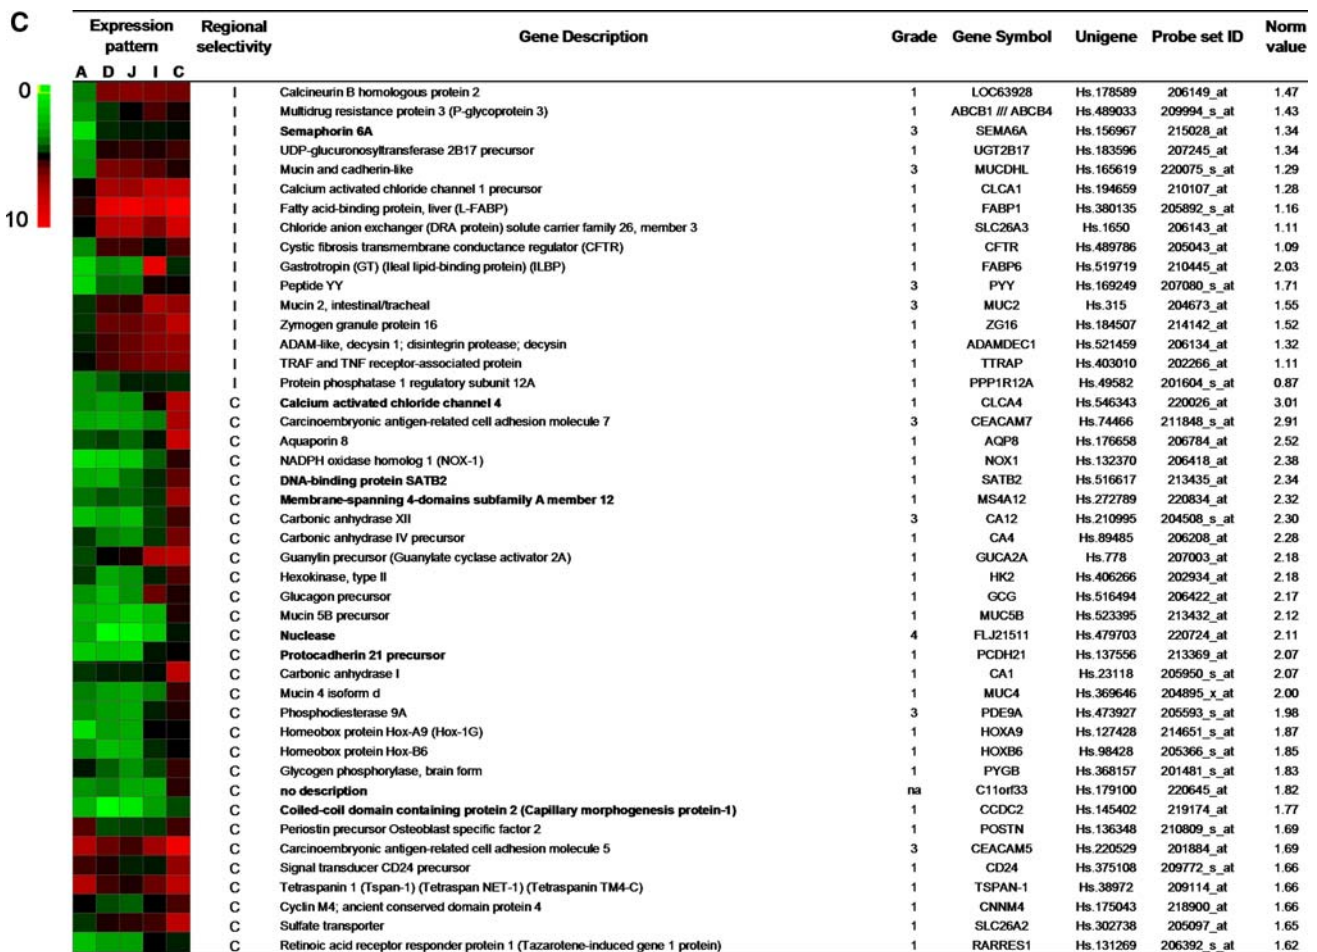 C
Expression pattern Regional selectivity Gene Description Grade Gene Symbol Unigene Probe set ID Norm value
A D J I C
0
10
I Calcineurin B homologous protein 2 1 LOC63928 Hs.178589 206149_at 1.47
I Multidrug resistance protein 3 (P-glycoprotein 3) 1 ABCB1 /// ABCB4 Hs.489033 209994_s_at 1.43
I Semaphorin 6A 3 SEMA6A Hs.156967 215028_at 1.34
I UDP-glucuronosyltransferase 2B17 precursor 1 UGT2B17 Hs.183596 207245_at 1.34
I Mucin and cadherin-like 3 MUCDHL Hs.165619 220075_s_at 1.29
I Calcium activated chloride channel 1 precursor 1 CLCA1 Hs.194659 210107_at 1.28
I Fatty acid-binding protein, liver (L-FABP) 1 FABP1 Hs.380135 205892_s_at 1.16
I Chloride anion exchanger (DRA protein) solute carrier family 26, member 3 1 SLC26A3 Hs.1650 206143_at 1.11
I Cystic fibrosis transmembrane conductance regulator (CFTR) 1 CFTR Hs.489786 205043_at 1.09
I Gastrotropin (GT) (Ileal lipid-binding protein) (ILBP) 1 FABP6 Hs.519719 210445_at 2.03
I Peptide YY 3 PYY Hs.169249 207080_s_at 1.71
I Mucin 2, intestinal/tracheal 3 MUC2 Hs.315 204673_at 1.55
I Zymogen granule protein 16 1 ZG16 Hs.184507 214142_at 1.52
I ADAM-like, decysin 1; disintegrin protease; decysin 1 ADAMDEC1 Hs.521459 206134_at 1.32
I TRAF and TNF receptor-associated protein 1 TTRAP Hs.403010 202266_at 1.11
I Protein phosphatase 1 regulatory subunit 12A 1 PPP1R12A Hs.49582 201604_s_at 0.87
C Calcium activated chloride channel 4 1 CLCA4 Hs.546343 220026_at 3.01
C Carcinoembryonic antigen-related cell adhesion molecule 7 3 CEACAM7 Hs.74466 211848_s_at 2.91
C Aquaporin 8 1 AQP8 Hs.176658 206784_at 2.52
C NADPH oxidase homolog 1 (NOX-1) 1 NOX1 Hs.132370 206418_at 2.38
C DNA-binding protein SATB2 1 SATB2 Hs.516617 213435_at 2.34
C Membrane-spanning 4-domains subfamily A member 12 1 MS4A12 Hs.272789 220834_at 2.32
C Carbonic anhydrase XII 3 CA12 Hs.210995 204508_s_at 2.30
C Carbonic anhydrase IV precursor 1 CA4 Hs.89485 206208_at 2.28
C Guanylin precursor (Guanylate cyclase activator 2A) 1 GUCA2A Hs.778 207003_at 2.18
C Hexokinase, type II 1 HK2 Hs.406266 202934_at 2.18
C Glucagon precursor 1 GCG Hs.516494 206422_at 2.17
C Mucin 5B precursor 1 MUC5B Hs.523395 213432_at 2.12
C Nuclease 4 FLJ21511 Hs.479703 220724_at 2.11
C Protocadherin 21 precursor 1 PCDH21 Hs.137556 213369_at 2.07
C Carbonic anhydrase I 1 CA1 Hs.23118 205950_s_at 2.07
C Mucin 4 isoform d 1 MUC4 Hs.369646 204895_x_at 2.00
C Phosphodiesterase 9A 3 PDE9A Hs.473927 205593_s_at 1.98
C Homeobox protein Hox-A9 (Hox-1G) 1 HOXA9 Hs.127428 214651_s_at 1.87
C Homeobox protein Hox-B6 1 HOXB6 Hs.98428 205366_s_at 1.85
C Glycogen phosphorylase, brain form 1 PYGB Hs.368157 201481_s_at 1.83
C no description na C11orf33 Hs.179100 220645_at 1.82
C Coiled-coil domain containing protein 2 (Capillary morphogenesis protein-1) 1 CCDC2 Hs.145402 219174_at 1.77
C Periostin precursor Osteoblast specific factor 2 1 POSTN Hs.136348 210809_s_at 1.69
C Carcinoembryonic antigen-related cell adhesion molecule 5 3 CEACAM5 Hs.220529 201884_at 1.69
C Signal transducer CD24 precursor 1 CD24 Hs.375108 209772_s_at 1.66
C Tetraspanin 1 (Tspan-1) (Tetraspan NET-1) (Tetraspanin TM4-C) 1 TSPAN-1 Hs.38972 209114_at 1.66
C Cyclin M4; ancient conserved domain protein 4 1 CNNM4 Hs.175043 218900_at 1.66
C Sulfate transporter 1 SLC26A2 Hs.302738 205097_at 1.65
C Retinoic acid receptor responder protein 1 (Tazarotene-induced gene 1 protein) 1 RARRES1 Hs.131269 206392_s_at 1.62